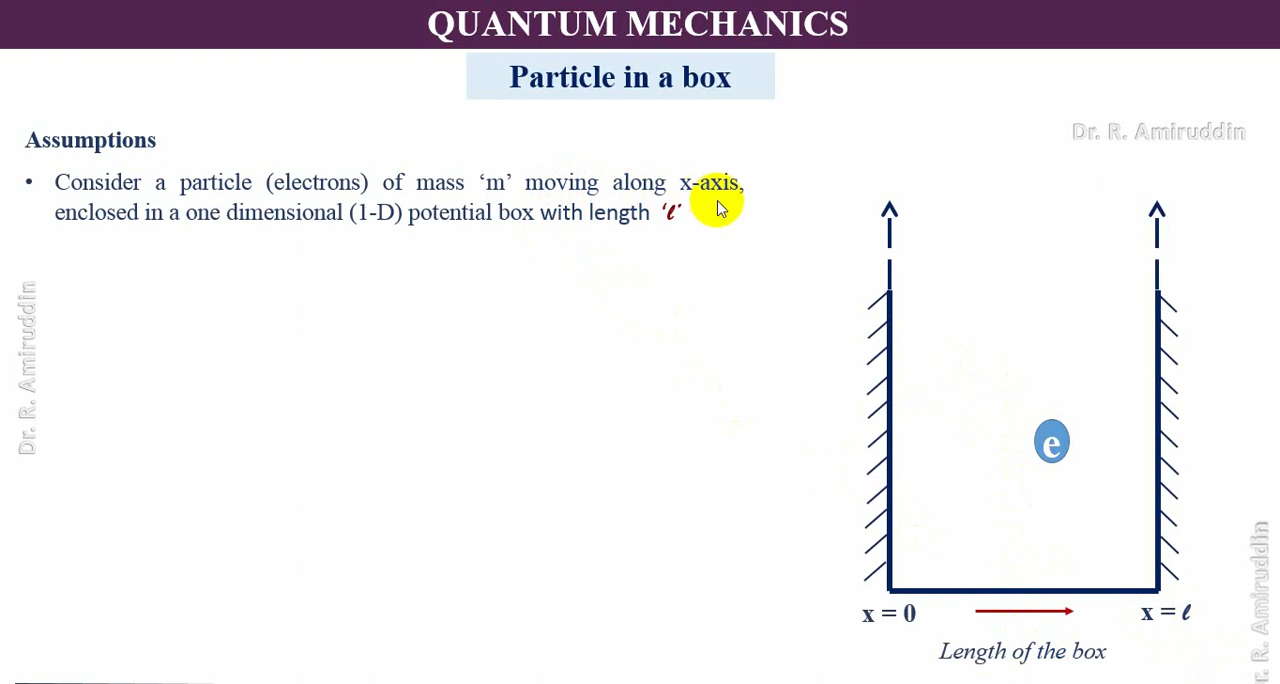 QUANTUM MECHANICS
Particle in a box
Dr. R. Amiruddin
Assumptions
• Consider a particle (electrons) of mass ‘m’ moving along x-axis,
enclosed in a one dimensional (1-D) potential box with length ‘ℓ’
Dr. R. Amiruddin
e
x = 0
x = ℓ
Length of the box
r. R. Amiruddin